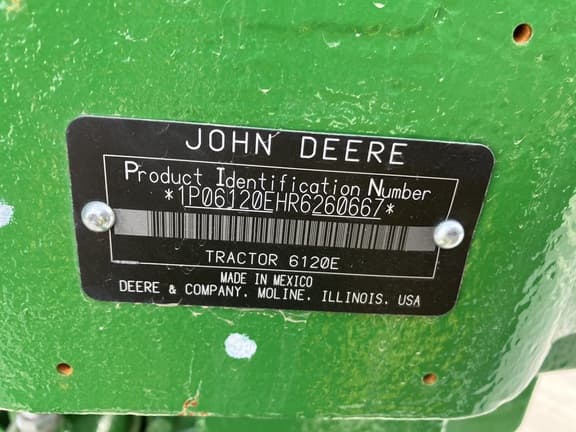 JOHN DEERE
Product Identification Number
*1P06120EHR6260667*
TRACTOR 6120E
MADE IN MEXICO
DEERE & COMPANY, MOLINE, ILLINOIS, USA